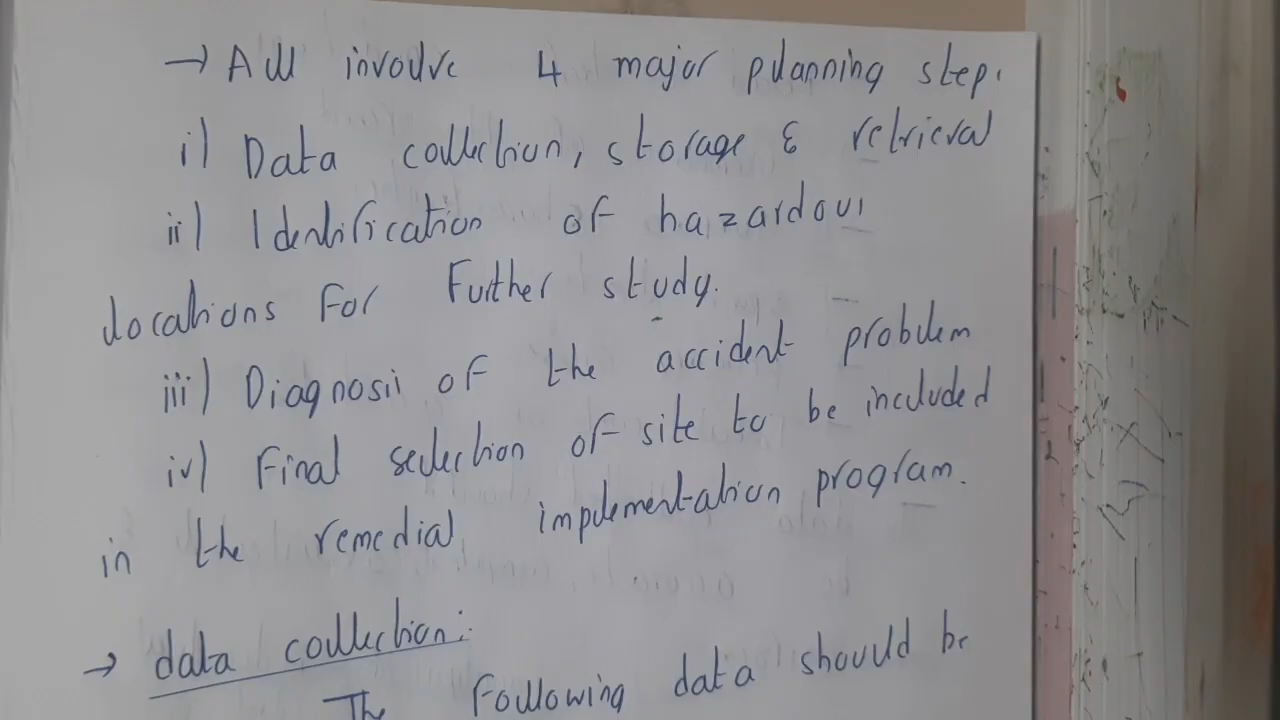 → All involve 4 major planning step.
i) Data collection, storage & retrieval
ii) Identification of hazardous
locations For Further study.
iii) Diagnosis of the accident problem
iv) Final selection of site to be included
in the remedial implementation program.
→ data collection:
The Following data should be